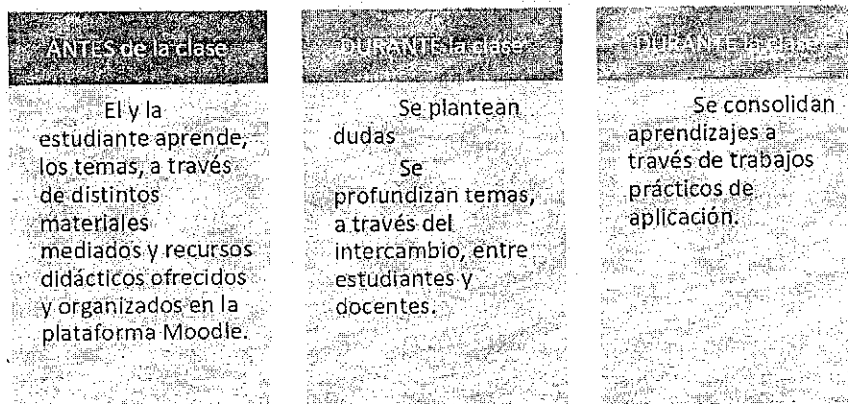 ANTES de la clase
El y la
estudiante aprende,
los temas, a través
de distintos
materiales
mediados y recursos
didácticos ofrecidos
y organizados en la
plataforma Moodle.
DURANTE la clase
Se plantean
dudas
Se
profundizan temas,
a través del
intercambio, entre
estudiantes y
docentes.
DURANTE la clase
Se consolidan
aprendizajes a
través de trabajos
prácticos de
aplicación.